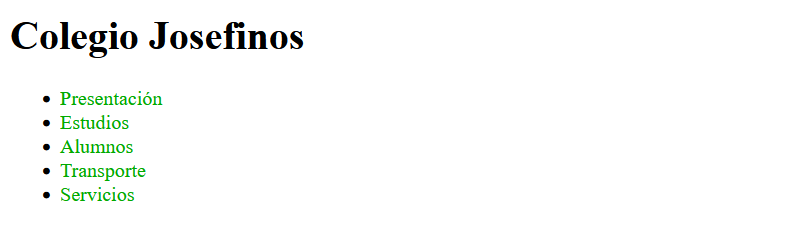 Colegio Josefinos
Presentación
Estudios
Alumnos
Transporte
Servicios